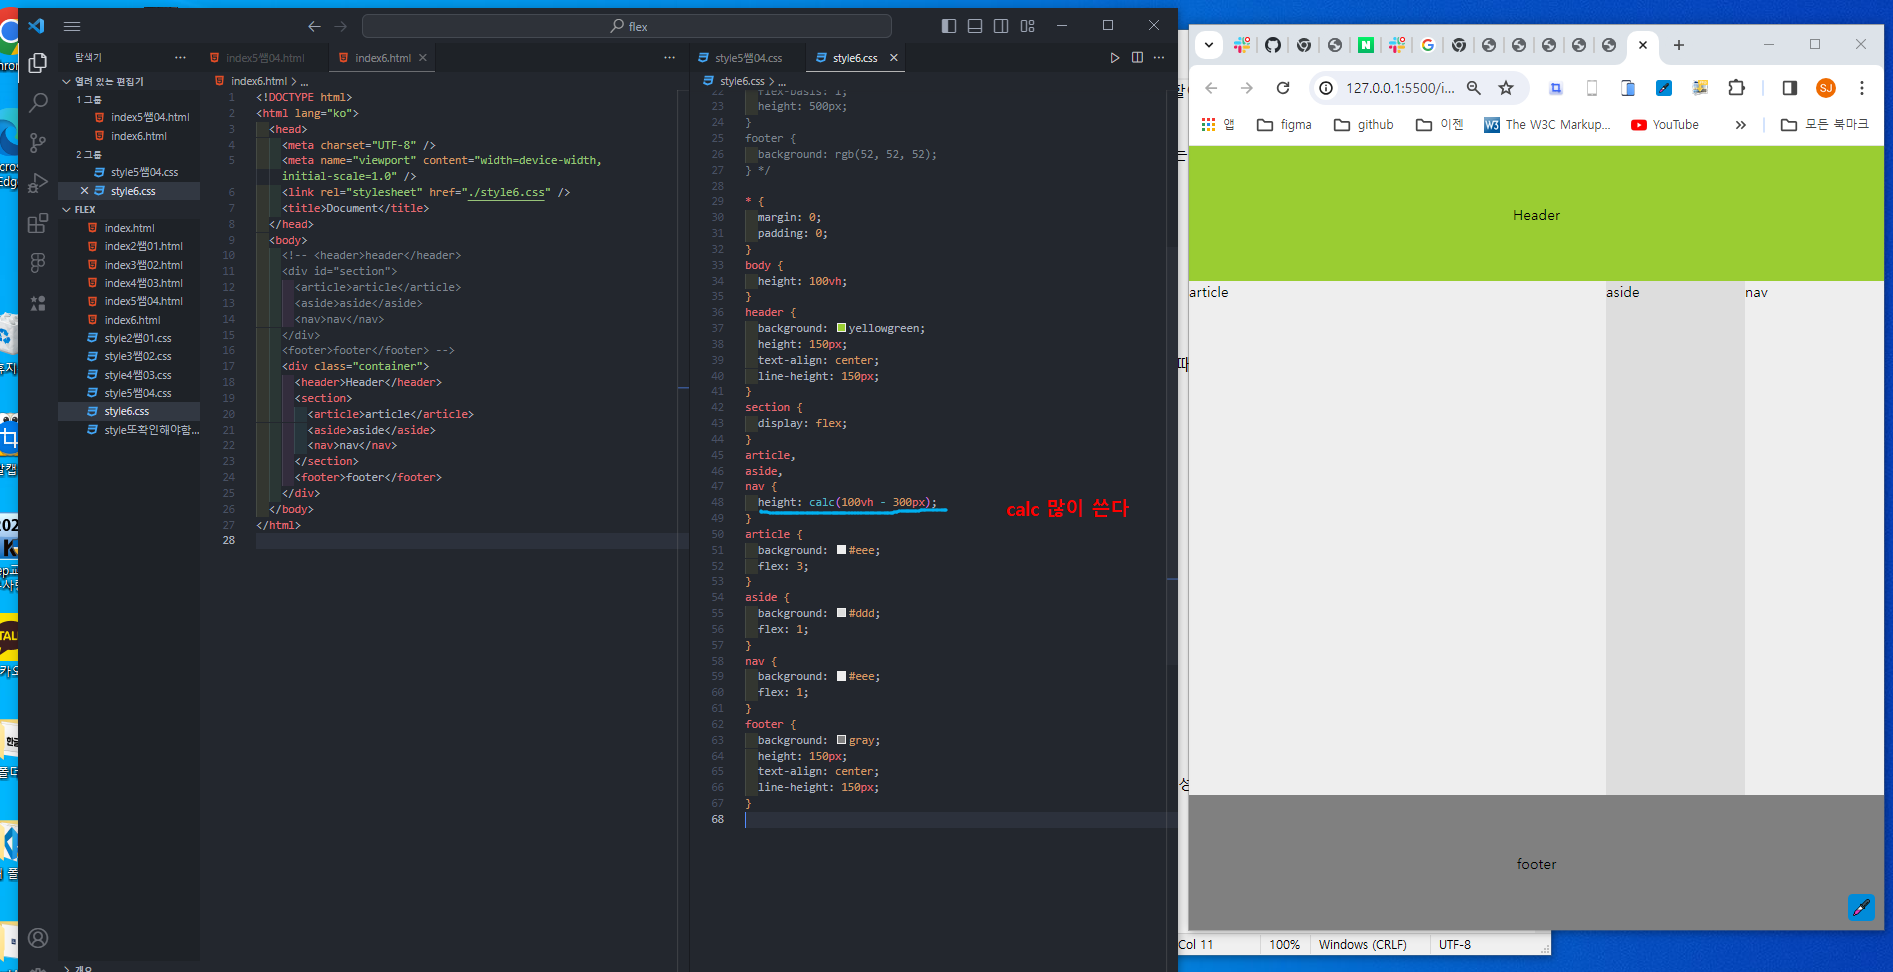 flex
탐색기
열려 있는 편집기
1 그룹
index5쌤04.html
index6.html
2 그룹
style5쌤04.css
style6.css
FLEX
index.html
index2쌤01.html
index3쌤02.html
index4쌤03.html
index5쌤04.html
index6.html
style2쌤01.css
style3쌤02.css
style4쌤03.css
style5쌤04.css
style6.css
style또확인해야함...
개요
index5쌤04.html
index6.html
index6.html > ...
1 <!DOCTYPE html>
2 <html lang="ko">
3 <head>
4 <meta charset="UTF-8" />
5 <meta name="viewport" content="width=device-width,
initial-scale=1.0" />
6 <link rel="stylesheet" href="./style6.css" />
7 <title>Document</title>
8 </head>
9 <body>
10 <!-- <header>header</header>
11 <div id="section">
12 <article>article</article>
13 <aside>aside</aside>
14 <nav>nav</nav>
15 </div>
16 <footer>footer</footer> -->
17 <div class="container">
18 <header>Header</header>
19 <section>
20 <article>article</article>
21 <aside>aside</aside>
22 <nav>nav</nav>
23 </section>
24 <footer>footer</footer>
25 </div>
26 </body>
27 </html>
28
style5쌤04.css
style6.css
style6.css > ...
22 flex-basis: 1;
23 height: 500px;
24 }
25 footer {
26 background: rgb(52, 52, 52);
27 } */
28
29 * {
30 margin: 0;
31 padding: 0;
32 }
33 body {
34 height: 100vh;
35 }
36 header {
37 background: yellowgreen;
38 height: 150px;
39 text-align: center;
40 line-height: 150px;
41 }
42 section {
43 display: flex;
44 }
45 article,
46 aside,
47 nav {
48 height: calc(100vh - 300px);
calc 많이 쓴다
49 }
50 article {
51 background: #eee;
52 flex: 3;
53 }
54 aside {
55 background: #ddd;
56 flex: 1;
57 }
58 nav {
59 background: #eee;
60 flex: 1;
61 }
62 footer {
63 background: gray;
64 height: 150px;
65 text-align: center;
66 line-height: 150px;
67 }
68
127.0.0.1:5500/i...
SJ
앱
figma
github
이젠
W3
The W3C Markup...
YouTube
모든 북마크
Header
article
aside
nav
footer
Col 11
100%
Windows (CRLF)
UTF-8